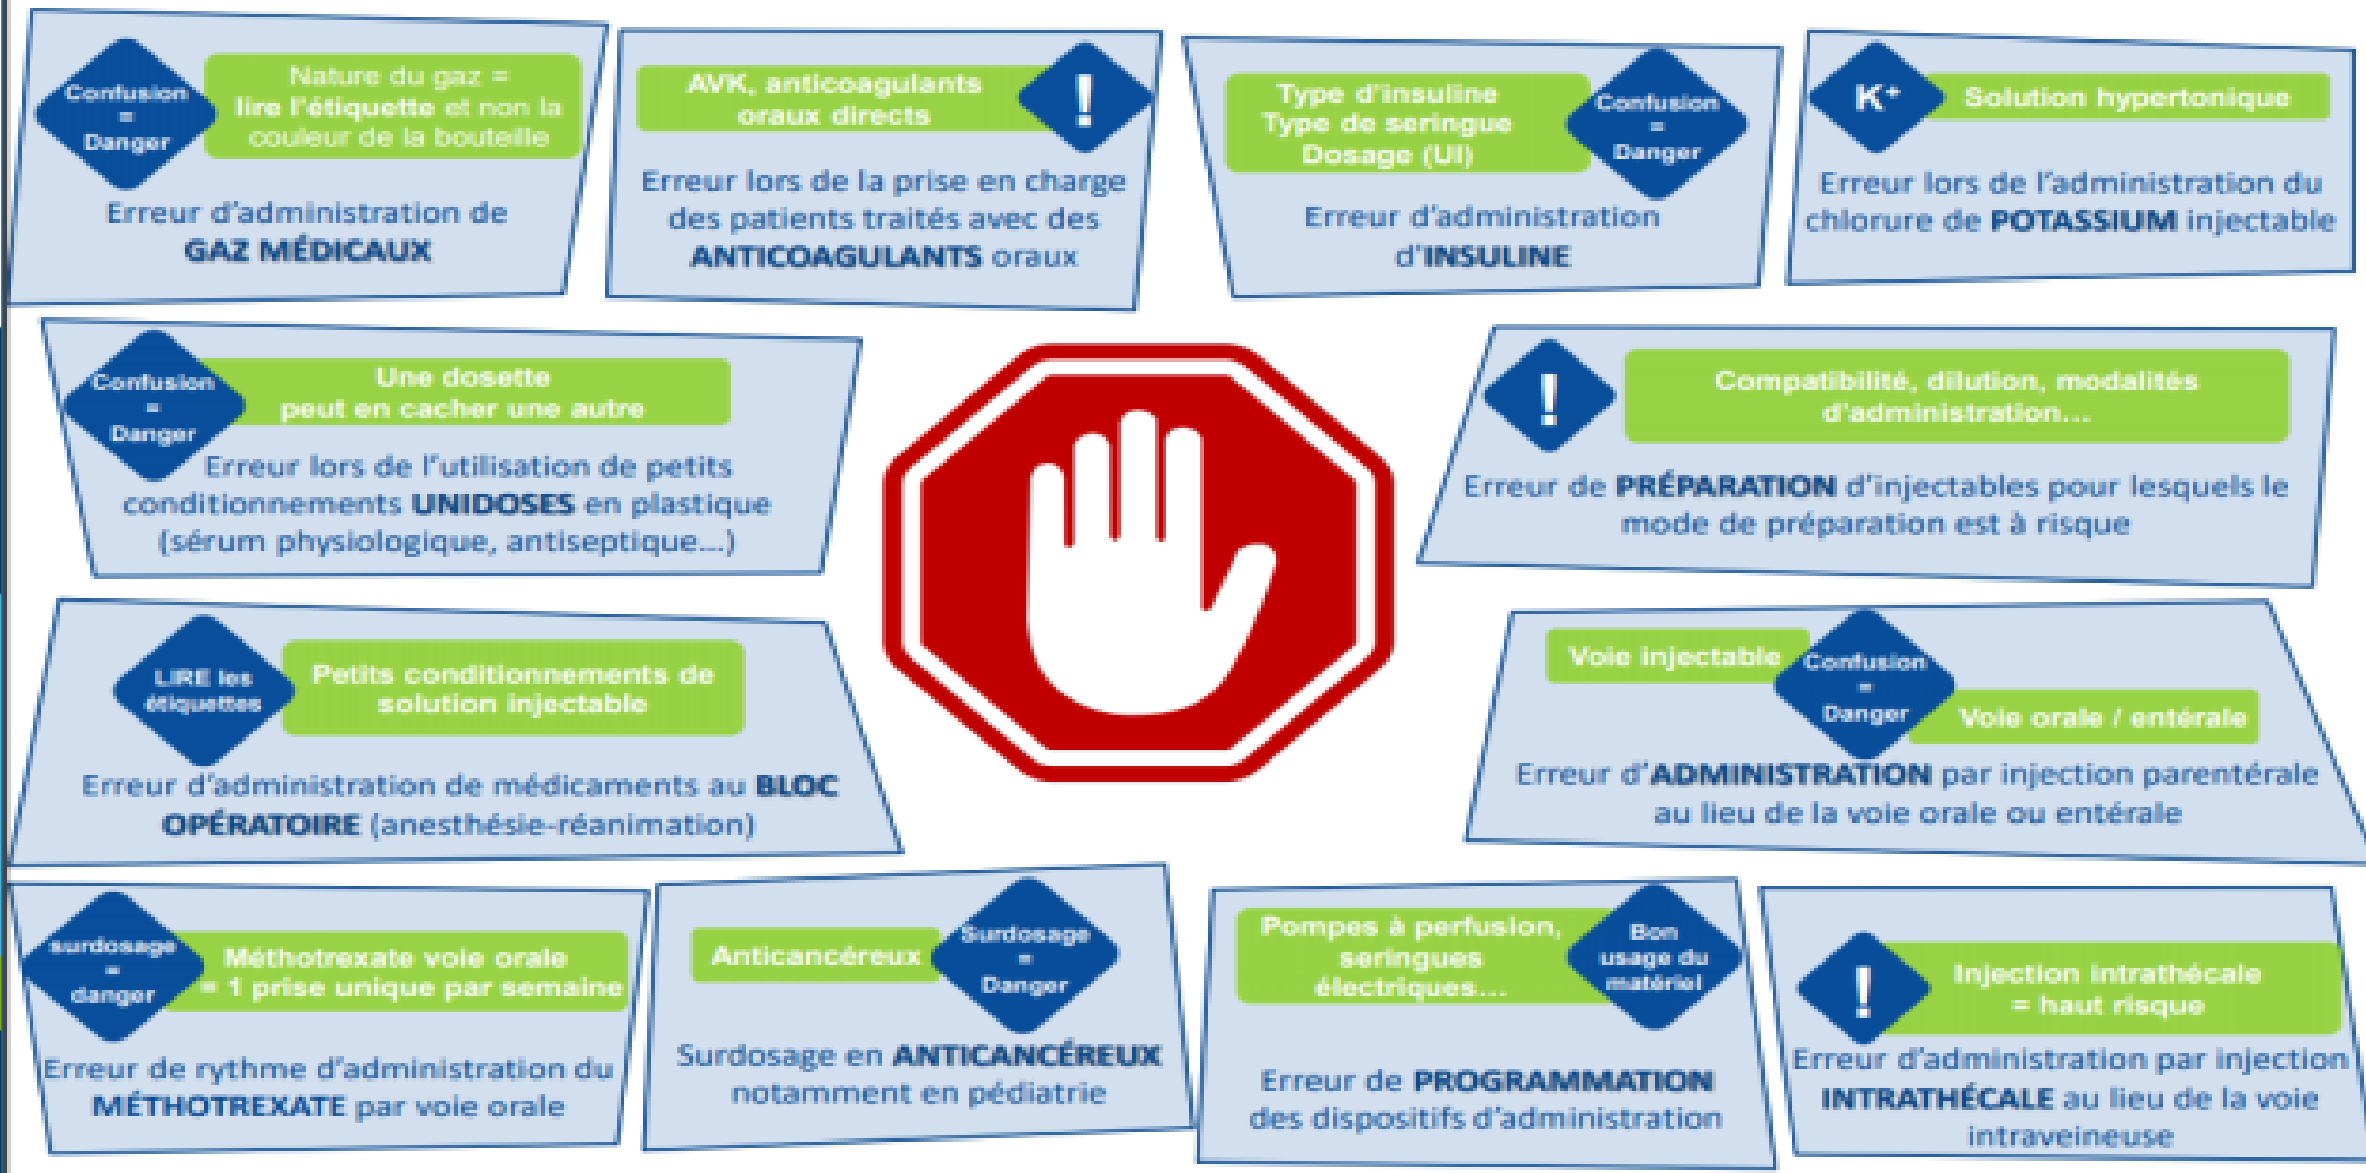 Confusion
=
Danger
Nature du gaz =
lire l'étiquette et non la
couleur de la bouteille
Erreur d'administration de
GAZ MÉDICAUX
AVK, anticoagulants
oraux directs
!
Erreur lors de la prise en charge
des patients traités avec des
ANTICOAGULANTS oraux
Type d'insuline
Type de seringue
Dosage (UI)
Confusion
=
Danger
Erreur d'administration
d'INSULINE
K+
Solution hypertonique
Erreur lors de l'administration du
chlorure de POTASSIUM injectable
Confusion
=
Danger
Une dosette
peut en cacher une autre
Erreur lors de l'utilisation de petits
conditionnements UNIDOSES en plastique
(sérum physiologique, antiseptique...)
!
Compatibilité, dilution, modalités
d'administration...
Erreur de PRÉPARATION d'injectables pour lesquels le
mode de préparation est à risque
LIRE les
étiquettes
Petits conditionnements de
solution injectable
Erreur d'administration de médicaments au BLOC
OPÉRATOIRE (anesthésie-réanimation)
Voie injectable
Confusion
=
Danger
Voie orale / entérale
Erreur d'ADMINISTRATION par injection parentérale
au lieu de la voie orale ou entérale
surdosage
=
danger
Méthotrexate voie orale
= 1 prise unique par semaine
Erreur de rythme d'administration du
MÉTHOTREXATE par voie orale
Anticancéreux
Surdosage
=
Danger
Surdosage en ANTICANCÉREUX
notamment en pédiatrie
Pompes à perfusion,
seringues
électriques...
Bon
usage du
matériel
Erreur de PROGRAMMATION
des dispositifs d'administration
!
Injection intrathécale
= haut risque
Erreur d'administration par injection
INTRATHÉCALE au lieu de la voie
intraveineuse